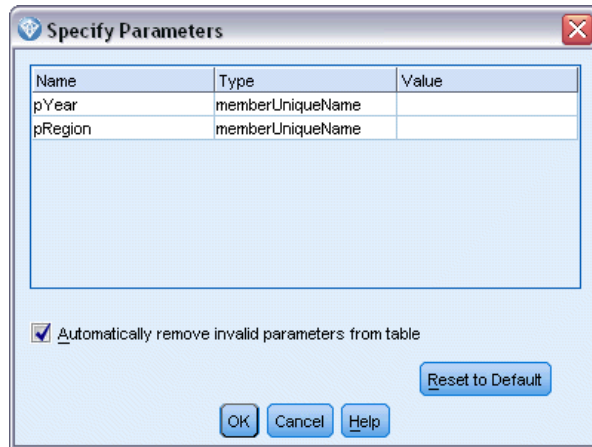 Specify Parameters
Name Type Value
pYear memberUniqueName
pRegion memberUniqueName
Automatically remove invalid parameters from table
Reset to Default
OK Cancel Help